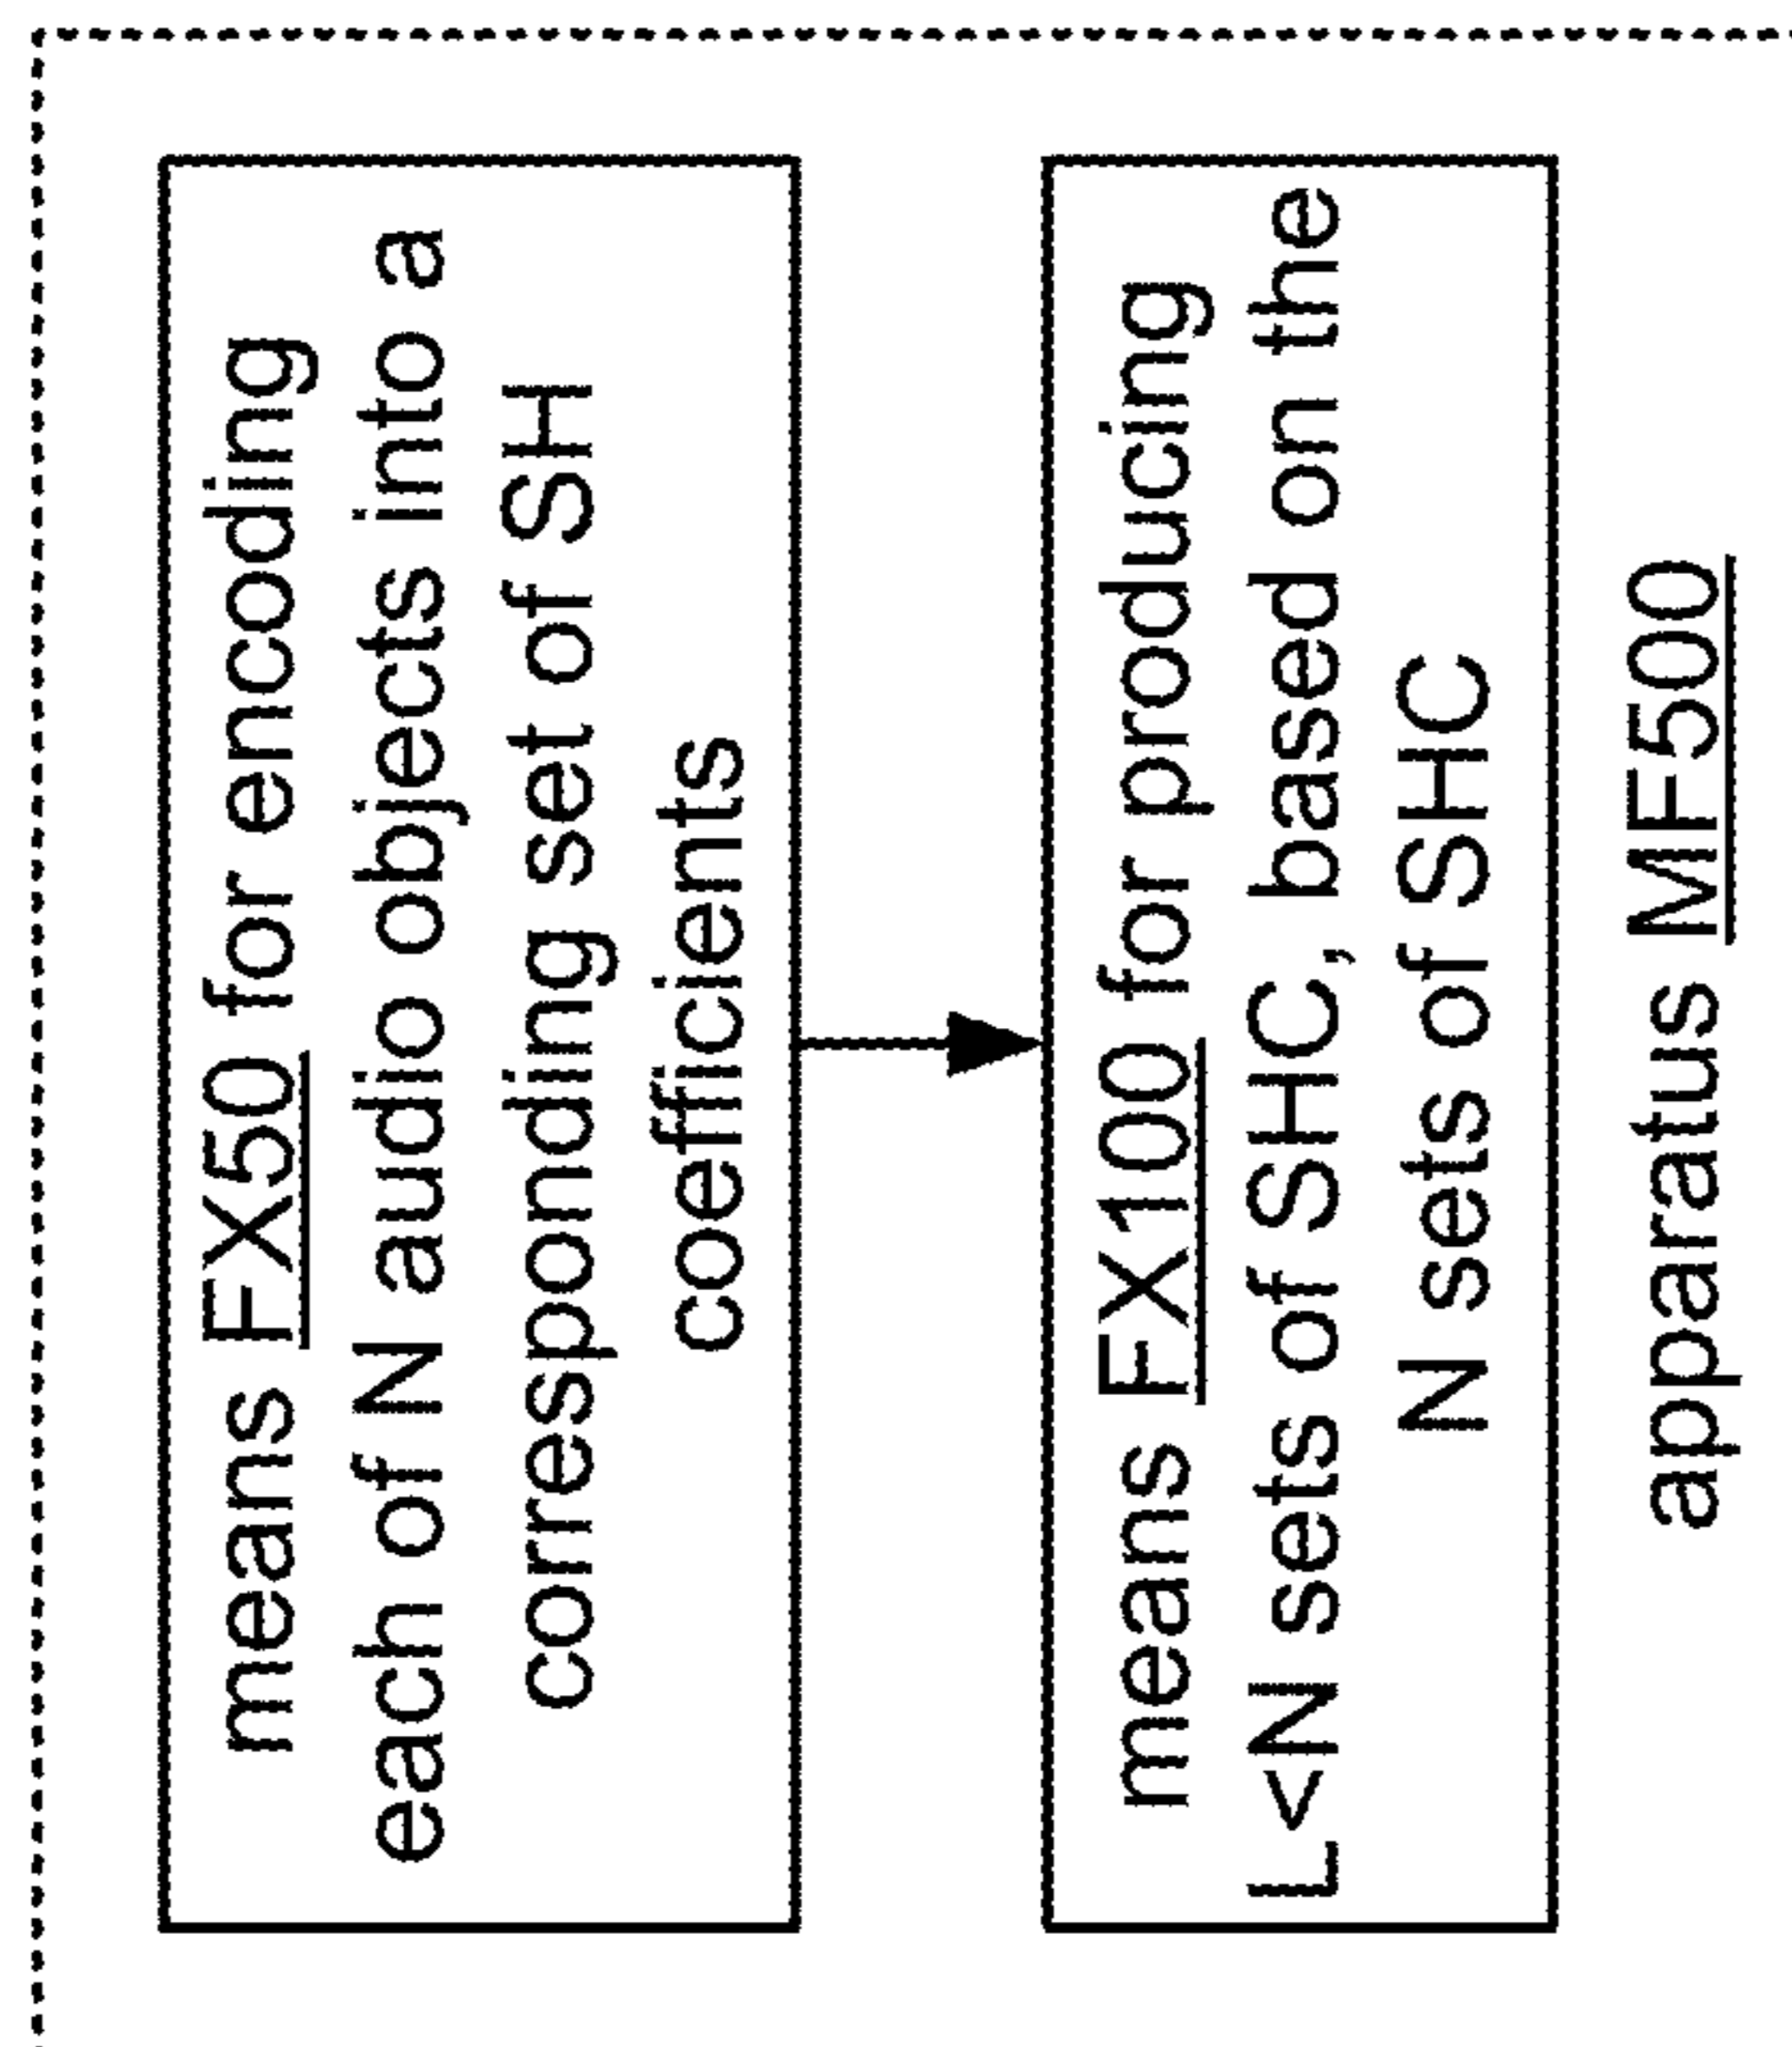 means FX50 for encoding
each of N audio objects into a
corresponding set of SH
coefficients
means FX100 for producing
L<N sets of SHC, based on the
N sets of SHC
apparatus MF500